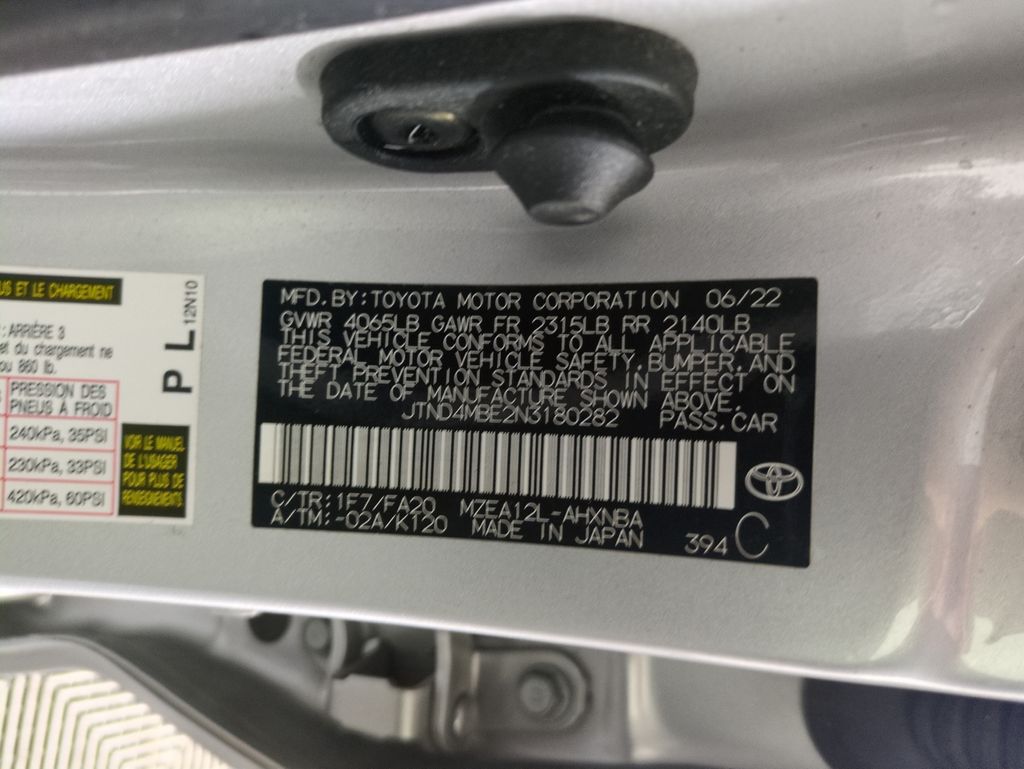 US ET LE CHARGEMENT
: ARRIÈRE 3
et du chargement ne
ou 860 lb.
PRESSION DES
PNEUS À FROID
240kPa, 35PSI
230kPa, 33PSI
420kPa, 60PSI
VOIR LE MANUEL
DE L'USAGER
POUR PLUS DE
RENSEIGNEMENTS
P L
12N10
MFD. BY: TOYOTA MOTOR CORPORATION 06/22
GVWR 4065LB GAWR FR 2315LB RR 2140LB
THIS VEHICLE CONFORMS TO ALL APPLICABLE
FEDERAL MOTOR VEHICLE SAFETY, BUMPER, AND
THEFT PREVENTION STANDARDS IN EFFECT ON
THE DATE OF MANUFACTURE SHOWN ABOVE.
JTND4MBE2N3180282 PASS. CAR
C/TR: 1F7/FA20 MZEA12L-AHXNBA
A/TM: -02A/K120 MADE IN JAPAN
394 C